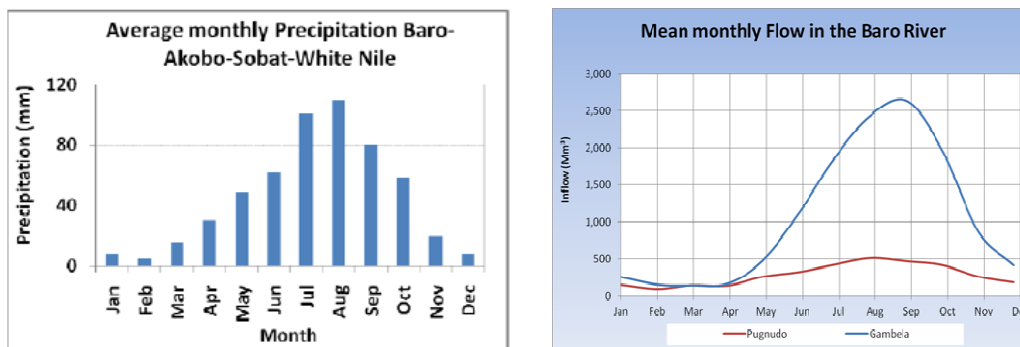 Average monthly Precipitation Baro-
Akobo-Sobat-White Nile
Precipitation (mm)
120
80
40
0
Jan
Feb
Mar
Apr
May
Jun
Jul
Aug
Sep
Oct
Nov
Dec
Month
Mean monthly Flow in the Baro River
Inflow (Mm³)
3,000
2,500
2,000
1,500
1,000
500
0
Jan Feb Mar Apr May Jun Jul Aug Sep Oct Nov De
Pugnudo Gambela